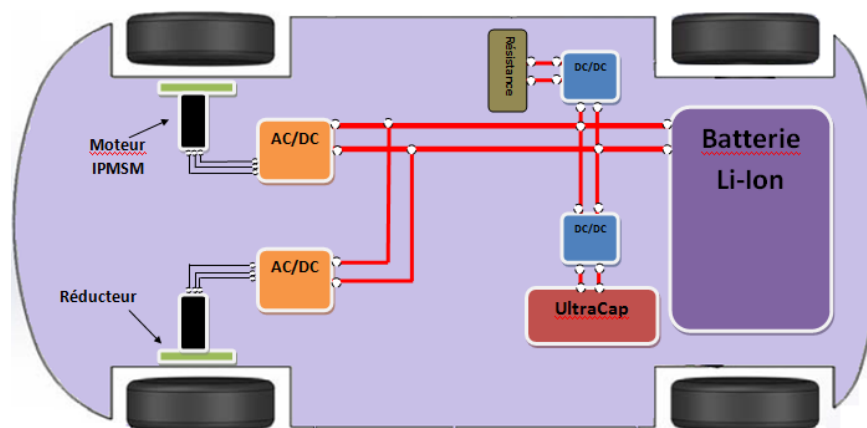 Résistance
DC/DC
AC/DC
Moteur
IPMSM
Batterie
Li-Ion
DC/DC
AC/DC
Réducteur
UltraCap